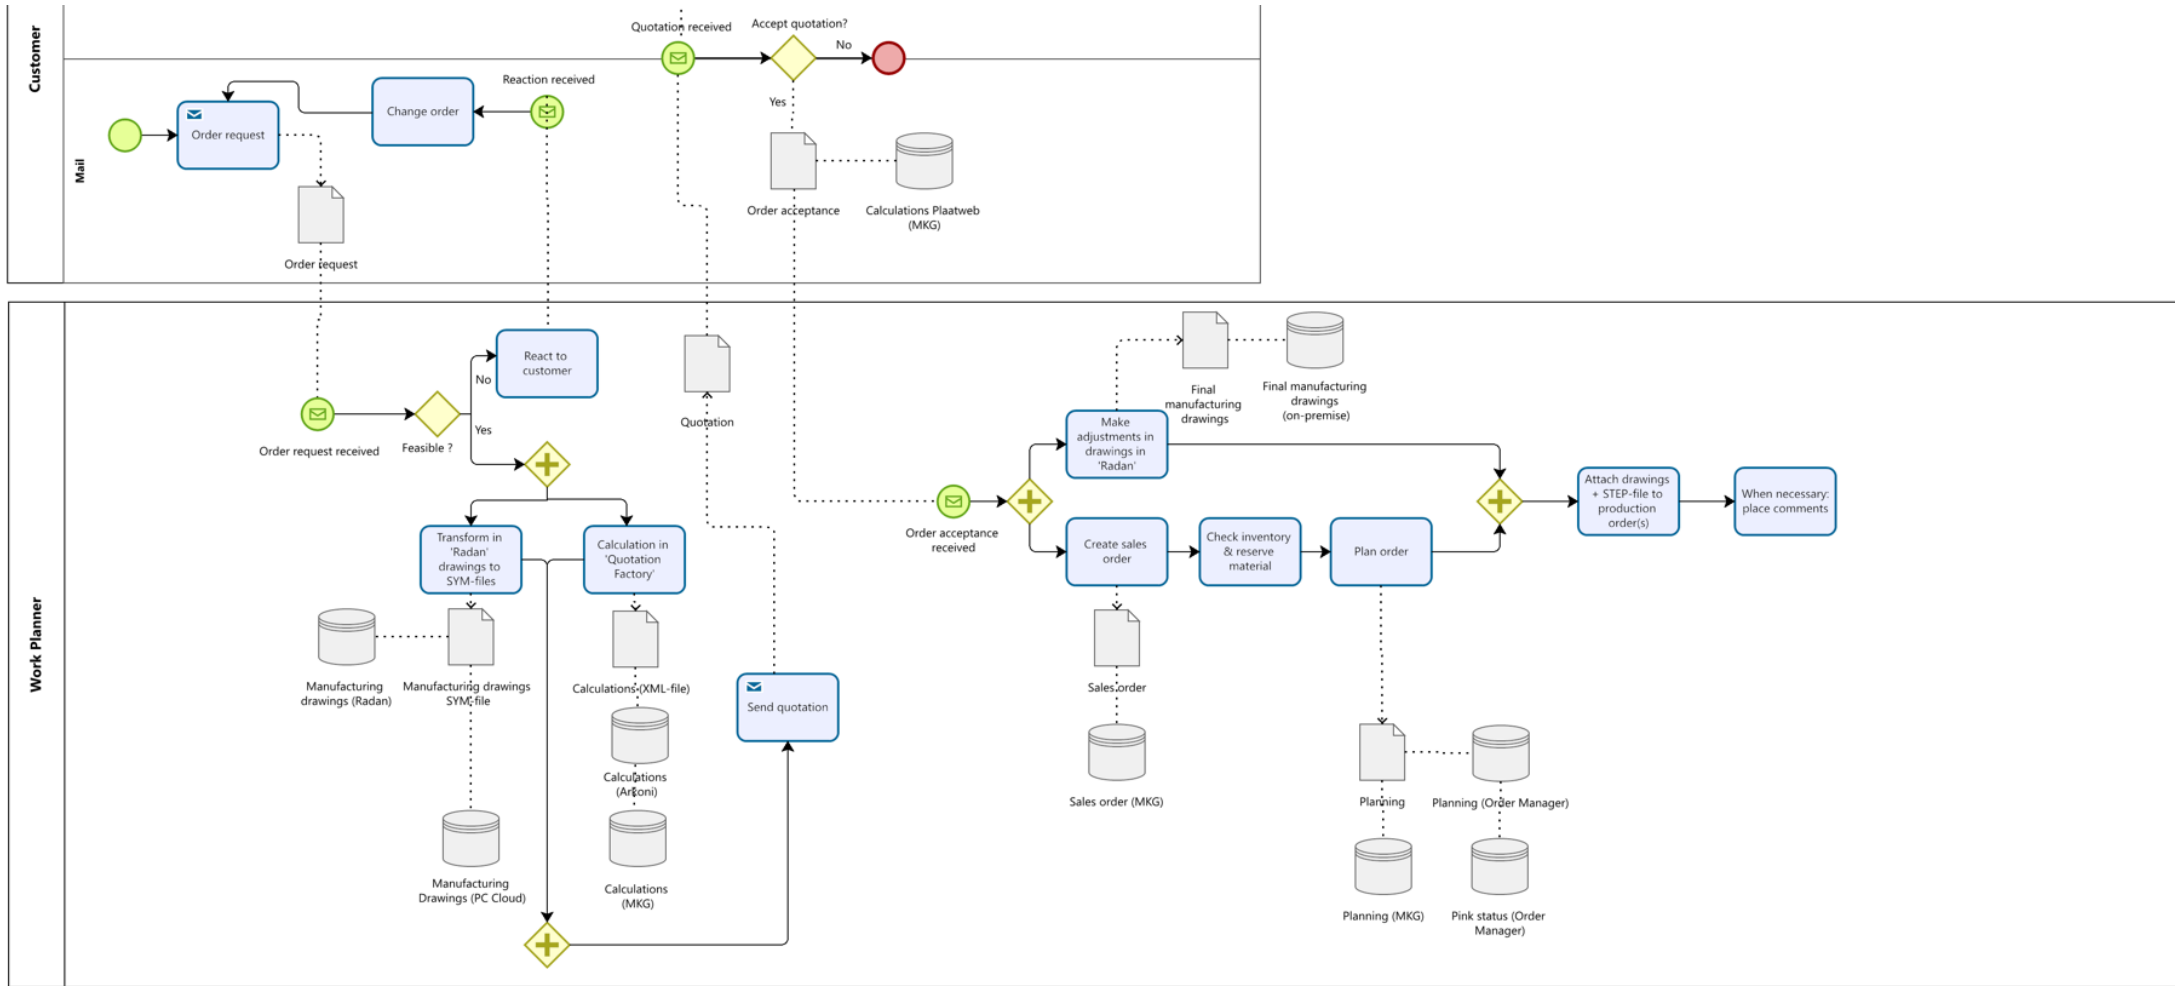 Customer
Mail
Quotation received
Accept quotation?
No
Yes
Reaction received
Change order
Order request
Order request
Order acceptance
Calculations Plaatweb
(MKG)
Work Planner
Order request received
Feasible ?
No
Yes
React to
customer
Transform in
'Radan'
drawings to
SYM-files
Calculation in
'Quotation
Factory'
Manufacturing
drawings (Radan)
Manufacturing drawings
SYM-file
Manufacturing
Drawings (PC Cloud)
Calculations (XML-file)
Calculations
(Arkoni)
Calculations
(MKG)
Quotation
Send quotation
Order acceptance
received
Make
adjustments in
drawings in
'Radan'
Final
manufacturing
drawings
Final manufacturing
drawings
(on-premise)
Create sales
order
Check inventory
& reserve
material
Plan order
Sales order
Sales order (MKG)
Planning
Planning (Order Manager)
Planning (MKG)
Pink status (Order
Manager)
Attach drawings
+ STEP-file to
production
order(s)
When necessary:
place comments